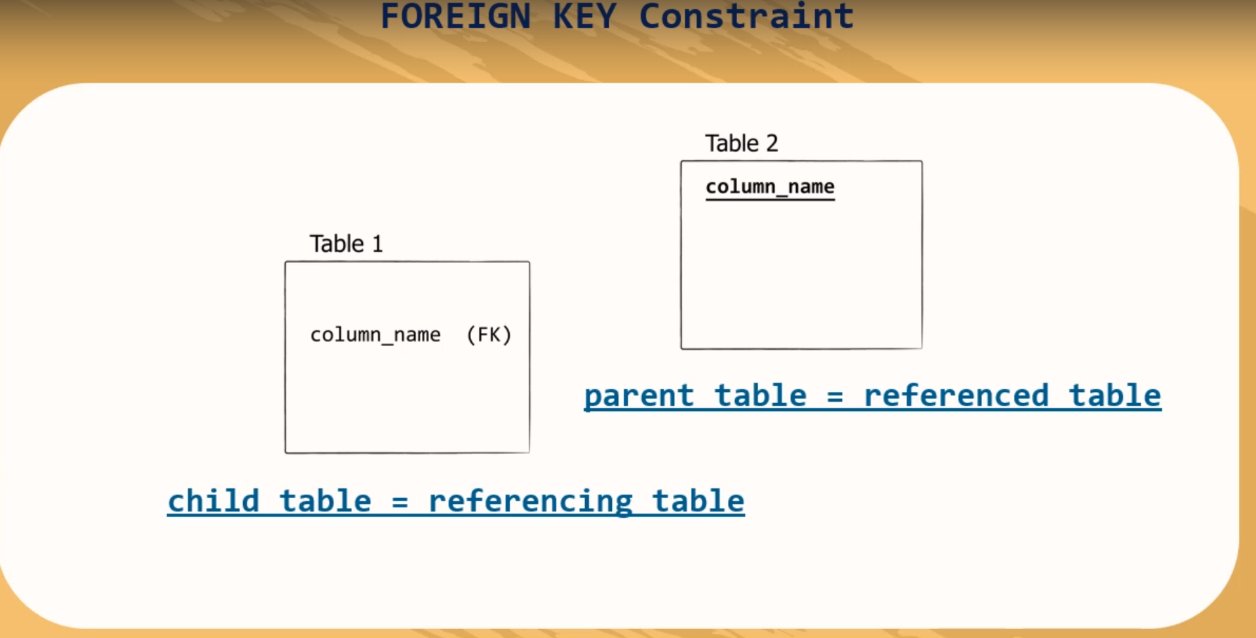 FOREIGN KEY Constraint
Table 2
column_name
Table 1
column_name (FK)
parent table = referenced table
child table = referencing table